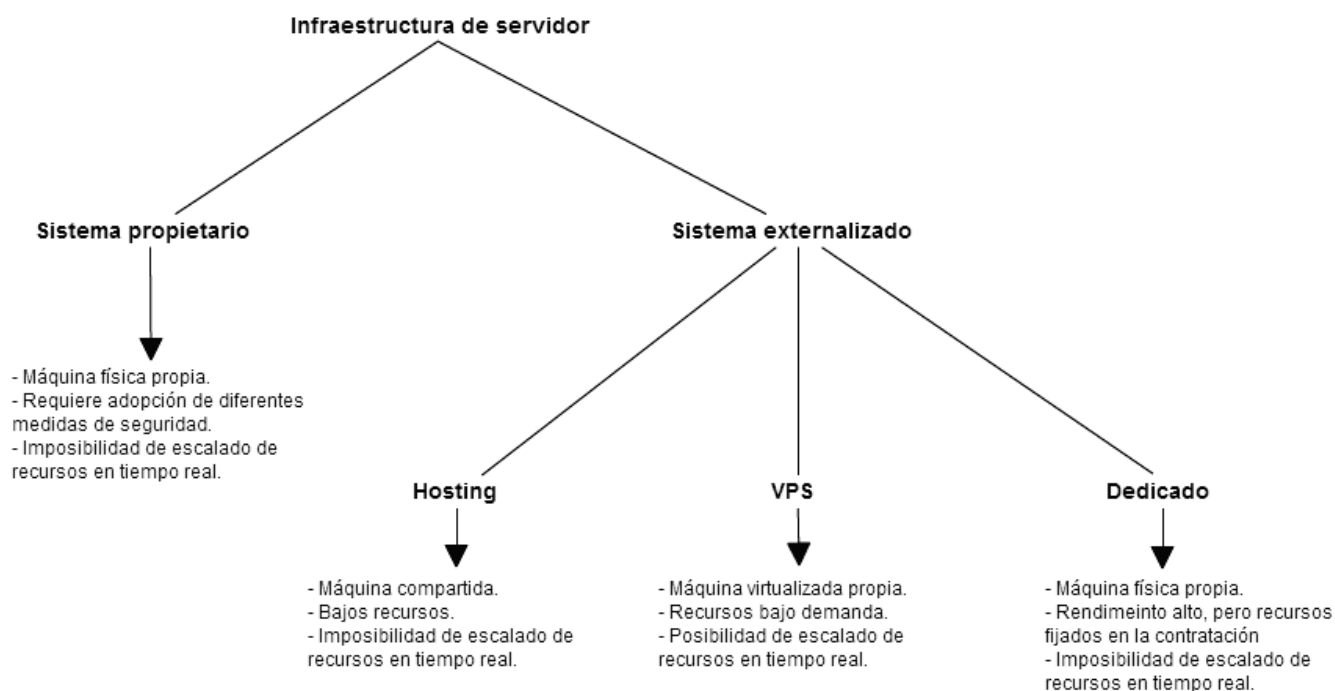 Infraestructura de servidor
Sistema propietario
Sistema externalizado
- Máquina física propia.
- Requiere adopción de diferentes
medidas de seguridad.
- Imposibilidad de escalado de
recursos en tiempo real.
Hosting
VPS
Dedicado
- Máquina compartida.
- Bajos recursos.
- Imposibilidad de escalado de
recursos en tiempo real.
- Máquina virtualizada propia.
- Recursos bajo demanda.
- Posibilidad de escalado de
recursos en tiempo real.
- Máquina física propia.
- Rendimeinto alto, pero recursos
fijados en la contratación
- Imposibilidad de escalado de
recursos en tiempo real.